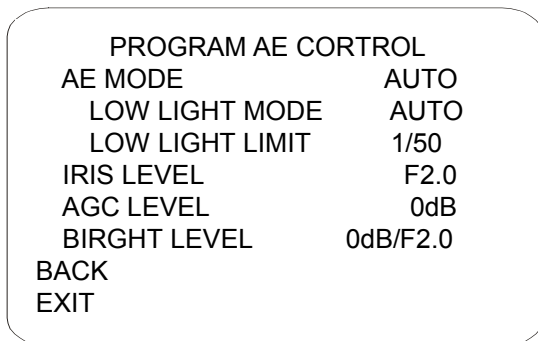 PROGRAM AE CORTROL
AE MODE AUTO
LOW LIGHT MODE AUTO
LOW LIGHT LIMIT 1/50
IRIS LEVEL F2.0
AGC LEVEL 0dB
BIRGHT LEVEL 0dB/F2.0
BACK
EXIT